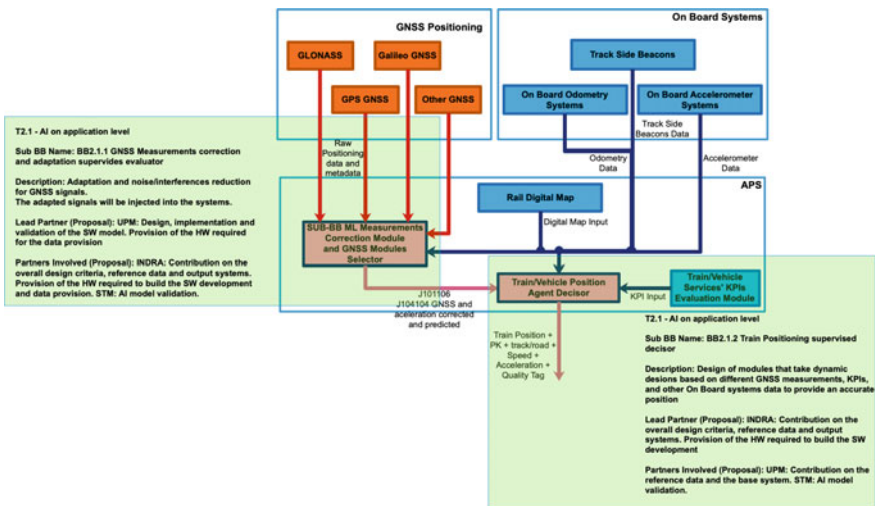 GNSS Positioning
On Board Systems
GLONASS
Galileo GNSS
GPS GNSS
Other GNSS
Track Side Beacons
On Board Odometry
Systems
On Board Accelerometer
Systems
Track Side
Beacons Data
Odometry
Data
Accelerometer
Data
Raw
Positioning
data and
metadata
T2.1 - AI on application level
Sub BB Name: BB2.1.1 GNSS Measurements correction
and adaptation supervides evaluator
Description: Adaptation and noise/interferences reduction
for GNSS signals.
The adapted signals will be injected into the systems.
Lead Partner (Proposal): UPM: Design, implementation and
validation of the SW model. Provision of the HW required
for the data provision
Partners Involved (Proposal): INDRA: Contribution on the
overall design criteria, reference data and output systems.
Provision of the HW required to build the SW development
and data provision. STM: AI model validation.
APS
Rail Digital Map
Digital Map Input
SUB-BB ML Measurements
Correction Module
and GNSS Modules
Selector
J101106
J104104 GNSS and
aceleration corrected
and predicted
Train/Vehicle Position
Agent Decisor
KPI Input
Train/Vehicle
Services' KPIs
Evaluation Module
Train Position +
PK + track/road +
Speed +
Acceleration +
Quality Tag
T2.1 - AI on application level
Sub BB Name: BB2.1.2 Train Positioning supervised
decisor
Description: Design of modules that take dynamic
desions based on different GNSS measurements, KPIs,
and other On Board systems data to provide an accurate
position
Lead Partner (Proposal): INDRA: Contribution on the
overall design criteria, reference data and output
systems. Provision of the HW required to build the SW
development
Partners Involved (Proposal): UPM: Contribution on the
reference data and the base system. STM: AI model
validation.